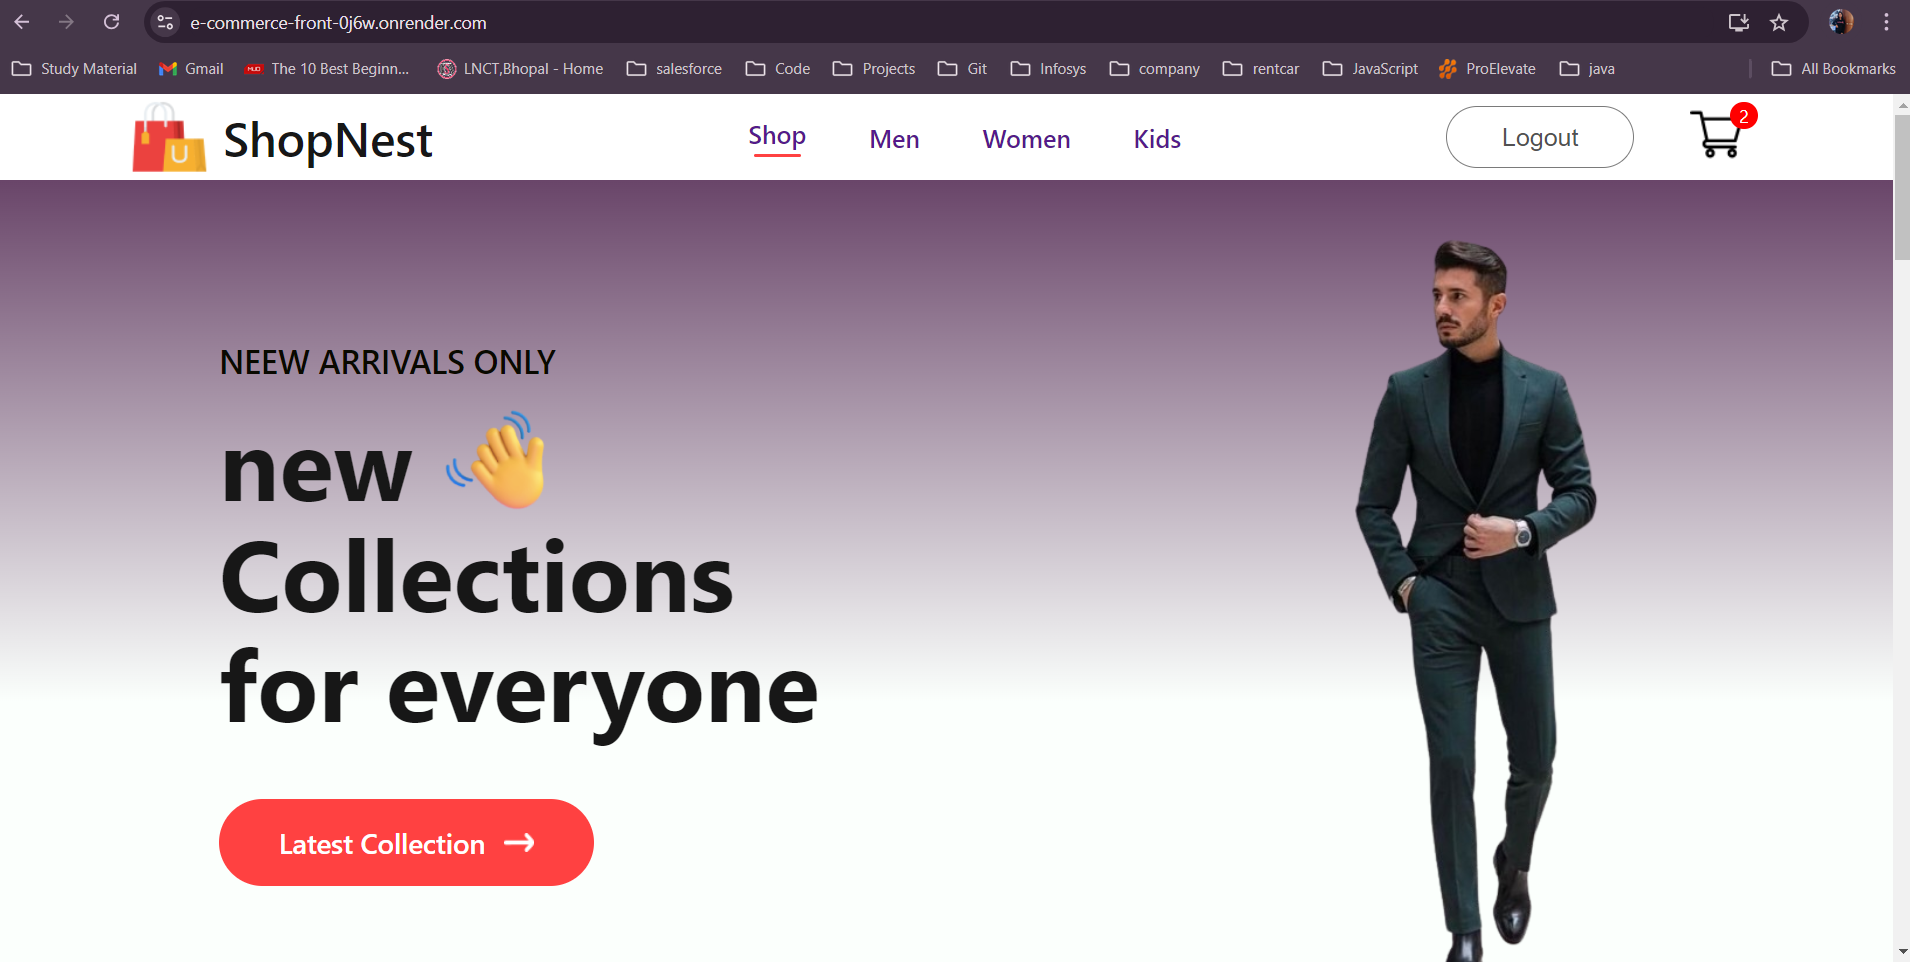 e-commerce-front-0j6w.onrender.com
Study Material Gmail The 10 Best Beginn... LNCT,Bhopal - Home salesforce Code Projects Git Infosys company rentcar JavaScript ProElevate java All Bookmarks
ShopNest Shop Men Women Kids Logout 2
NEEW ARRIVALS ONLY
new
Collections
for everyone
Latest Collection